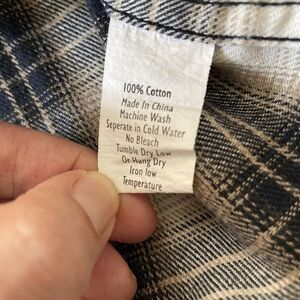 100% Cotton
Made In China
Machine Wash
Seperate in Cold Water
No Bleach
Tumble Dry Low
Or Hang Dry
Iron low
Temperature